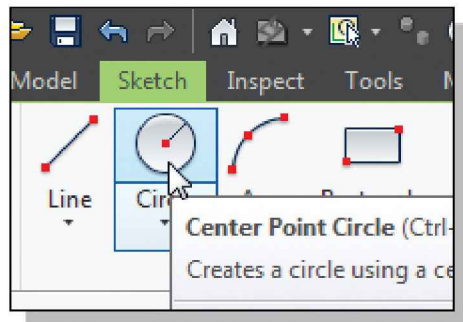 Model Sketch Inspect Tools
Line
Center Point Circle (Ctrl-
Creates a circle using a ce